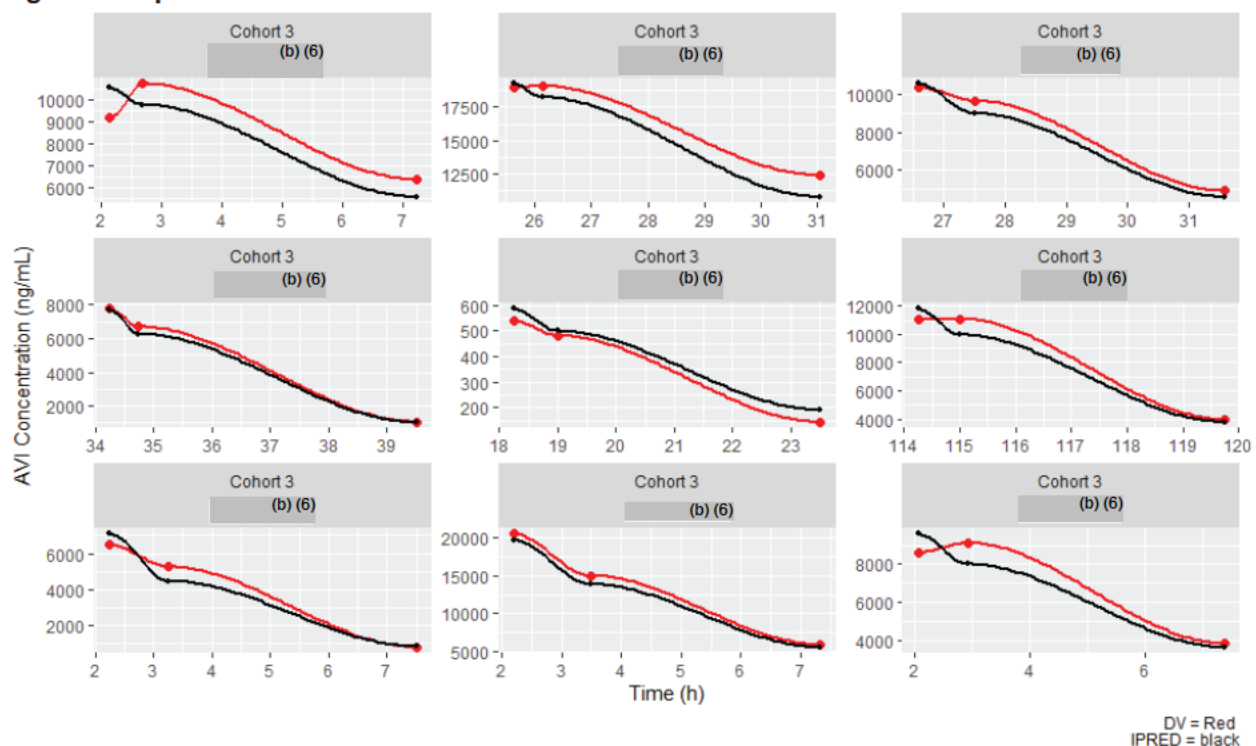 Cohort 3 Cohort 3 Cohort 3
(b) (6) (b) (6) (b) (6)
10000 9000 8000 7000 6000
17500 15000 12500
10000 8000 6000
2 3 4 5 6 7
26 27 28 29 30 31
27 28 29 30 31
Cohort 3 Cohort 3 Cohort 3
(b) (6) (b) (6) (b) (6)
8000 6000 4000 2000
600 500 400 300 200
12000 10000 8000 6000 4000
34 35 36 37 38 39
18 19 20 21 22 23
114 115 116 117 118 119 120
AVI Concentration (ng/mL)
Cohort 3 Cohort 3 Cohort 3
(b) (6) (b) (6) (b) (6)
6000 4000 2000
20000 15000 10000 5000
8000 6000 4000
2 3 4 5 6 7
2 3 4 5 6 7
2 4 6
Time (h)
DV = Red
IPRED = black